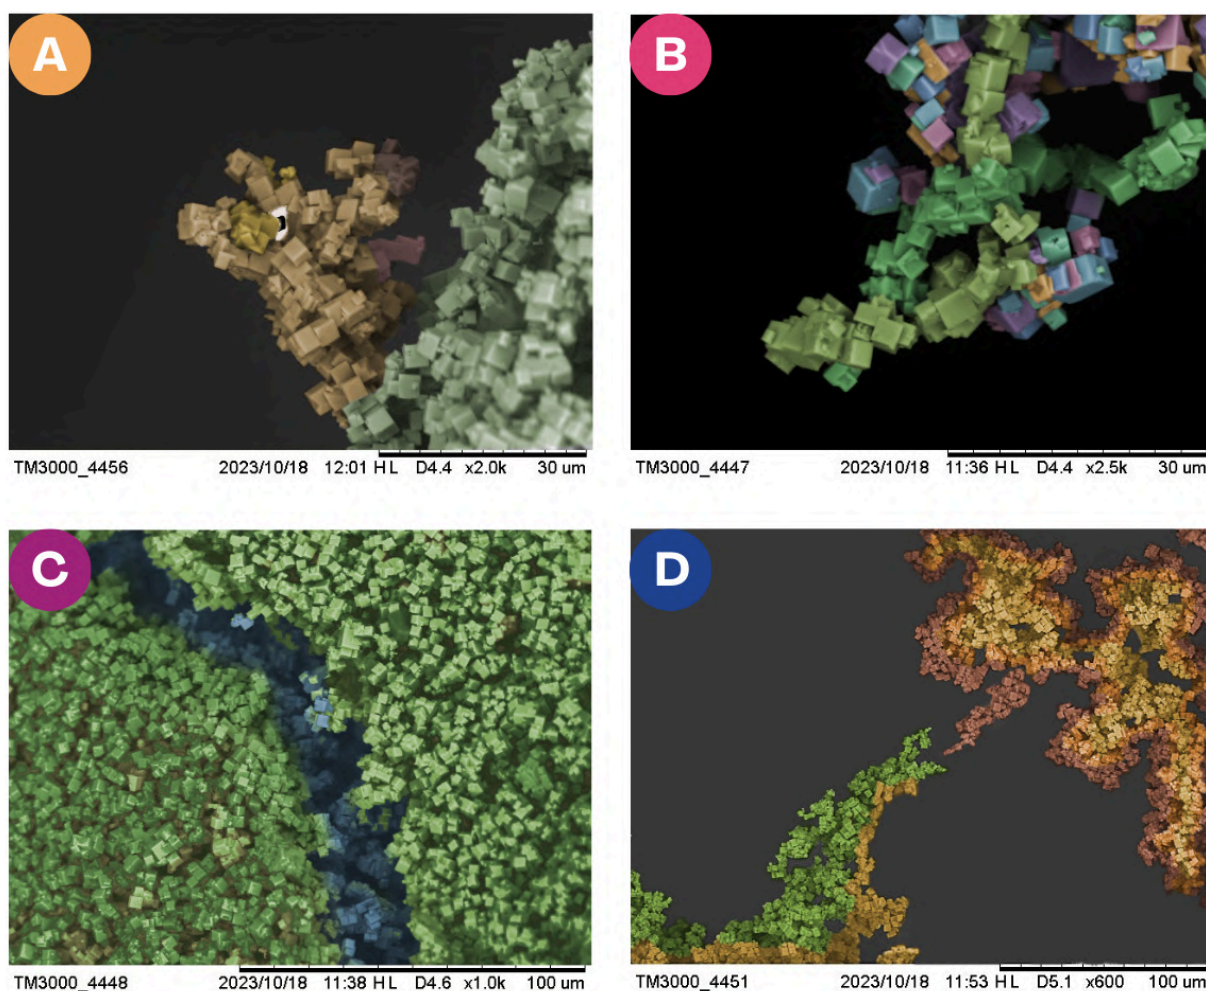 A
B
TM3000_4456 2023/10/18 12:01 H L D4.4 x2.0k 30 um
TM3000_4447 2023/10/18 11:36 H L D4.4 x2.5k 30 um
C
D
TM3000_4448 2023/10/18 11:38 H L D4.6 x1.0k 100 um
TM3000_4451 2023/10/18 11:53 H L D5.1 x600 100 um